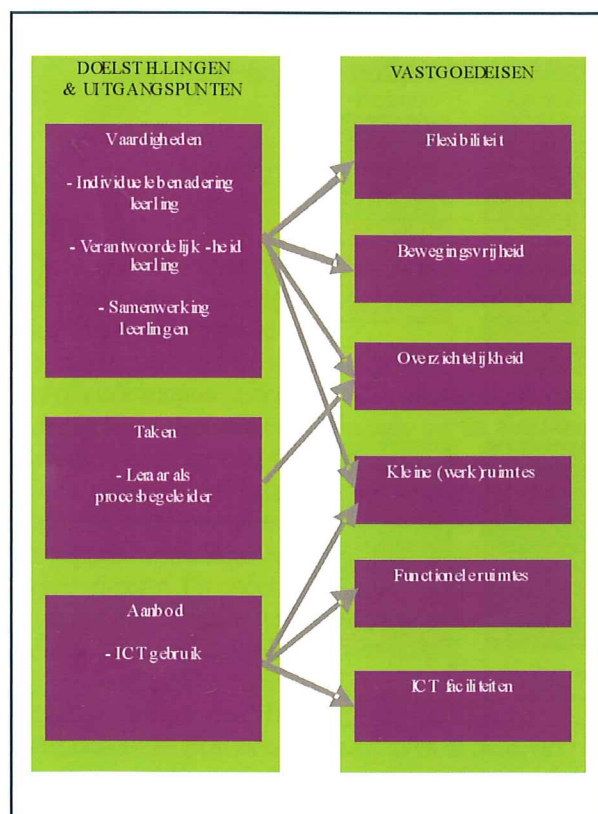 DOELSTELLINGEN
& UITGANGSPUNTEN
Vaardigheden
- Individuele benadering
leerling
- Verantwoordelijk -heid
leerling
- Samenwerking
leerlingen
Taken
- Leraar als
procesbegeleider
Aanbod
- ICT gebruik
VASTGOEDEISEN
Flexibiliteit
Bewegingsvrijheid
Overzichtelijkheid
Kleine (werk)ruimtes
Functionele ruimtes
ICT faciliteiten